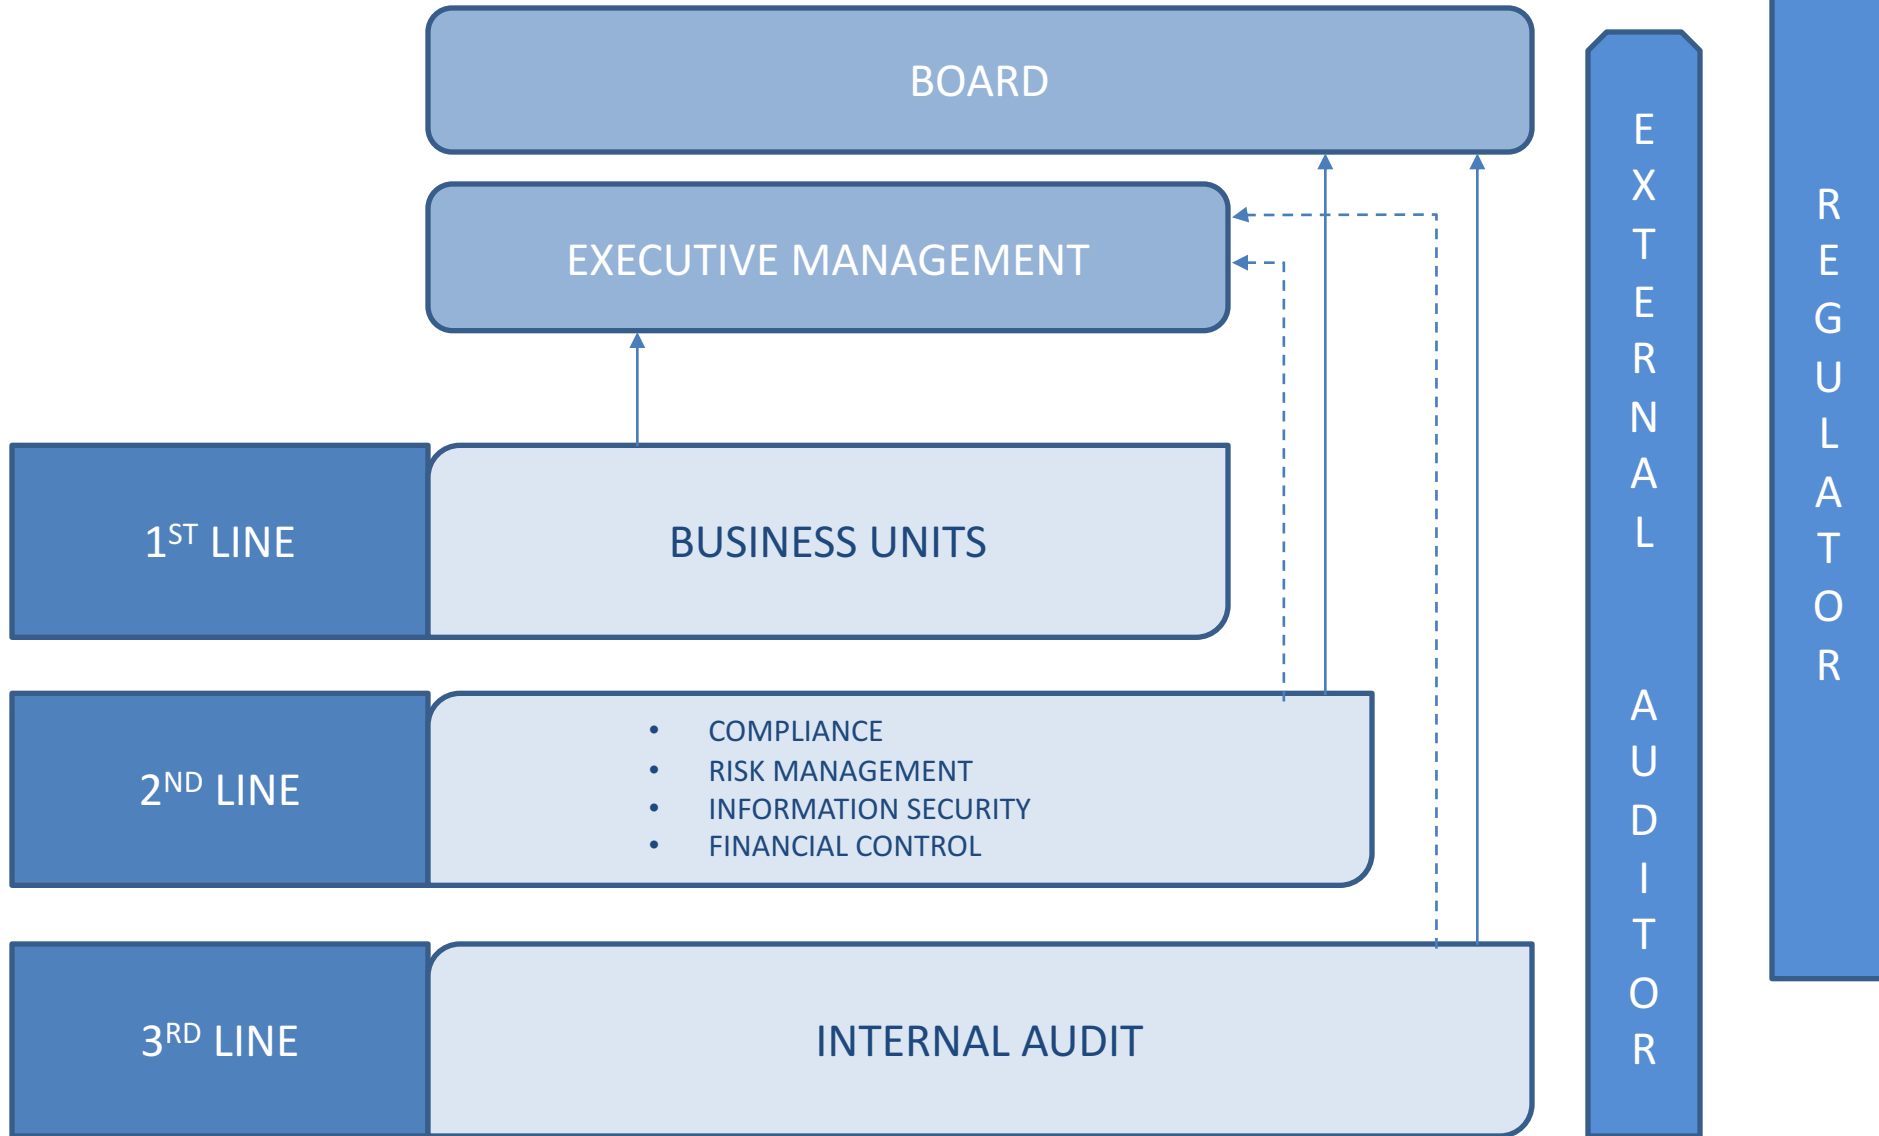 BOARD
EXECUTIVE MANAGEMENT
1ST LINE
BUSINESS UNITS
2ND LINE
• COMPLIANCE
• RISK MANAGEMENT
• INFORMATION SECURITY
• FINANCIAL CONTROL
3RD LINE
INTERNAL AUDIT
EXTERNAL AUDITOR
REGULATOR